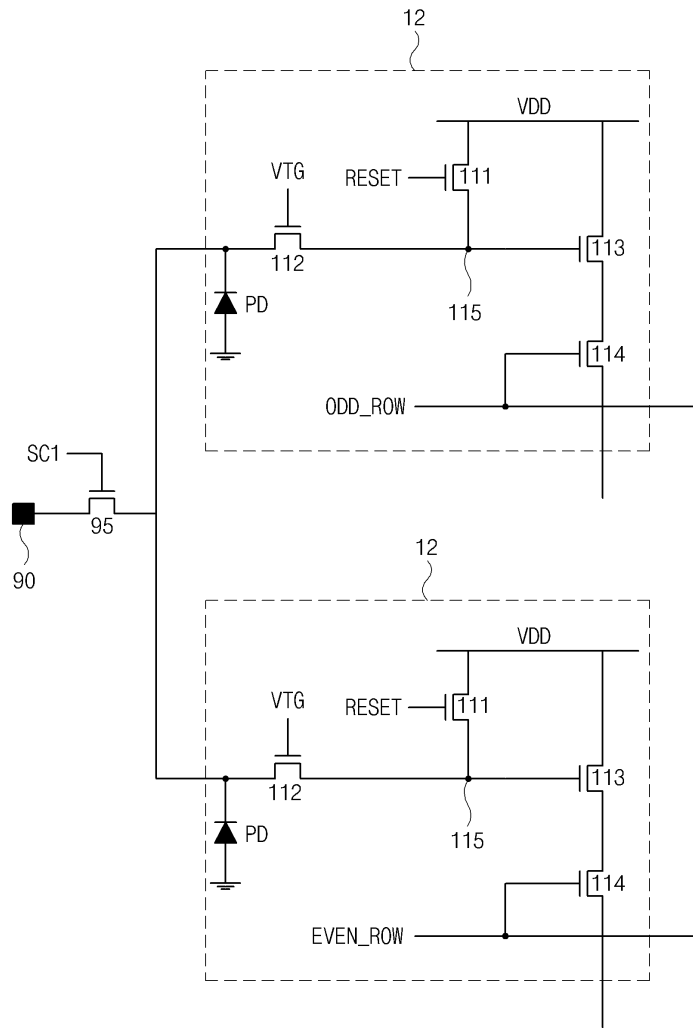 12
VDD
VTG
RESET
111
112
113
115
PD
114
ODD_ROW
SC1
95
90
12
VDD
VTG
RESET
111
112
113
115
PD
114
EVEN_ROW